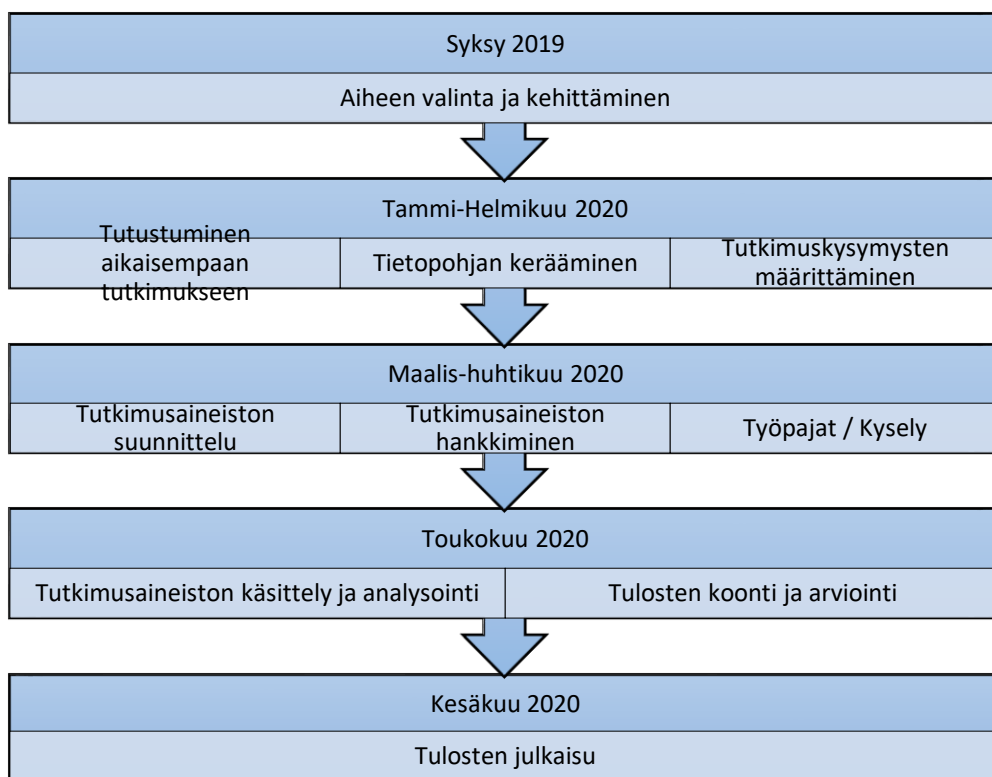 Syksy 2019
Aiheen valinta ja kehittäminen
Tammi-Helmikuu 2020
Tutustuminen
aikaisempaan
tutkimukseen
Tietopohjan kerääminen
Tutkimuskysymysten
määrittäminen
Maalis-huhtikuu 2020
Tutkimusaineiston
suunnittelu
Tutkimusaineiston
hankkiminen
Työpajat / Kysely
Toukokuu 2020
Tutkimusaineiston käsittely ja analysointi
Tulosten koonti ja arviointi
Kesäkuu 2020
Tulosten julkaisu